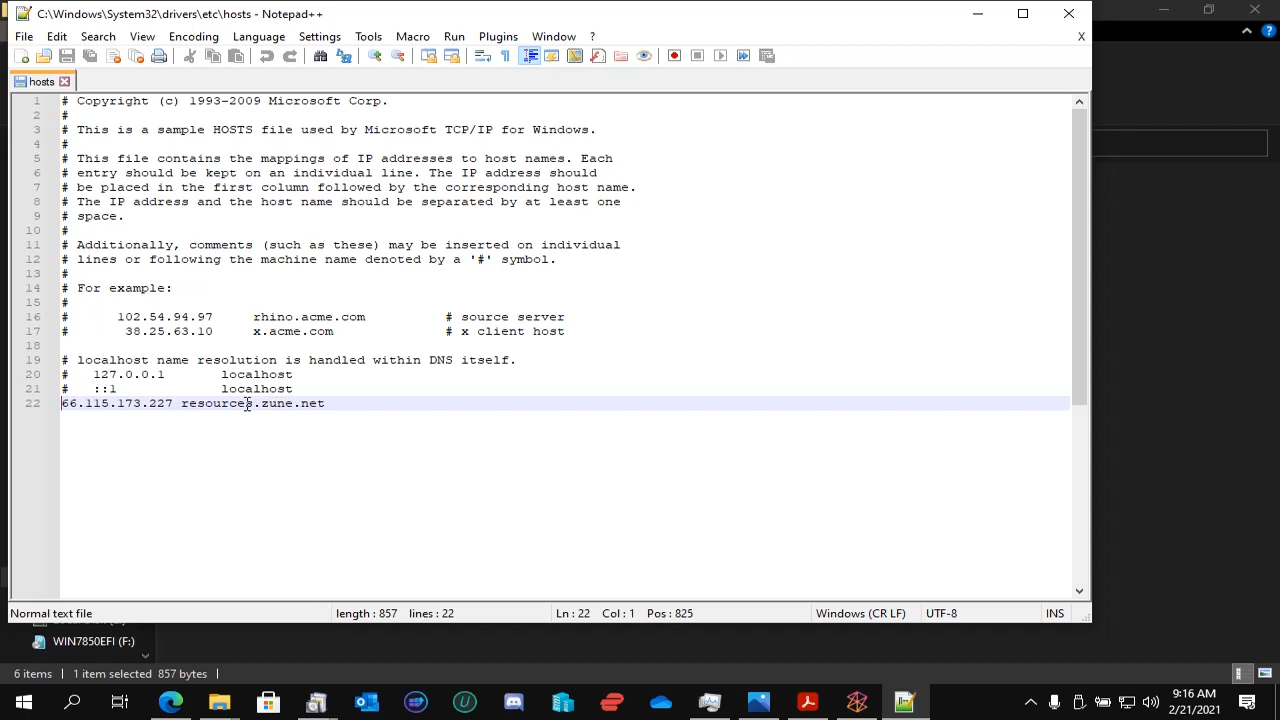 C:\Windows\System32\drivers\etc\hosts - Notepad++
File Edit Search View Encoding Language Settings Tools Macro Run Plugins Window ? X
hosts
1 # Copyright (c) 1993-2009 Microsoft Corp.
2 #
3 # This is a sample HOSTS file used by Microsoft TCP/IP for Windows.
4 #
5 # This file contains the mappings of IP addresses to host names. Each
6 # entry should be kept on an individual line. The IP address should
7 # be placed in the first column followed by the corresponding host name.
8 # The IP address and the host name should be separated by at least one
9 # space.
10 #
11 # Additionally, comments (such as these) may be inserted on individual
12 # lines or following the machine name denoted by a '#' symbol.
13 #
14 # For example:
15 #
16 # 102.54.94.97 rhino.acme.com # source server
17 # 38.25.63.10 x.acme.com # x client host
18
19 # localhost name resolution is handled within DNS itself.
20 # 127.0.0.1 localhost
21 # ::1 localhost
22 66.115.173.227 resources.zune.net
Normal text file length : 857 lines : 22 Ln : 22 Col : 1 Pos : 825 Windows (CR LF) UTF-8 INS
WIN7850EFI (F:)
6 items 1 item selected 857 bytes
9:16 AM
2/21/2021